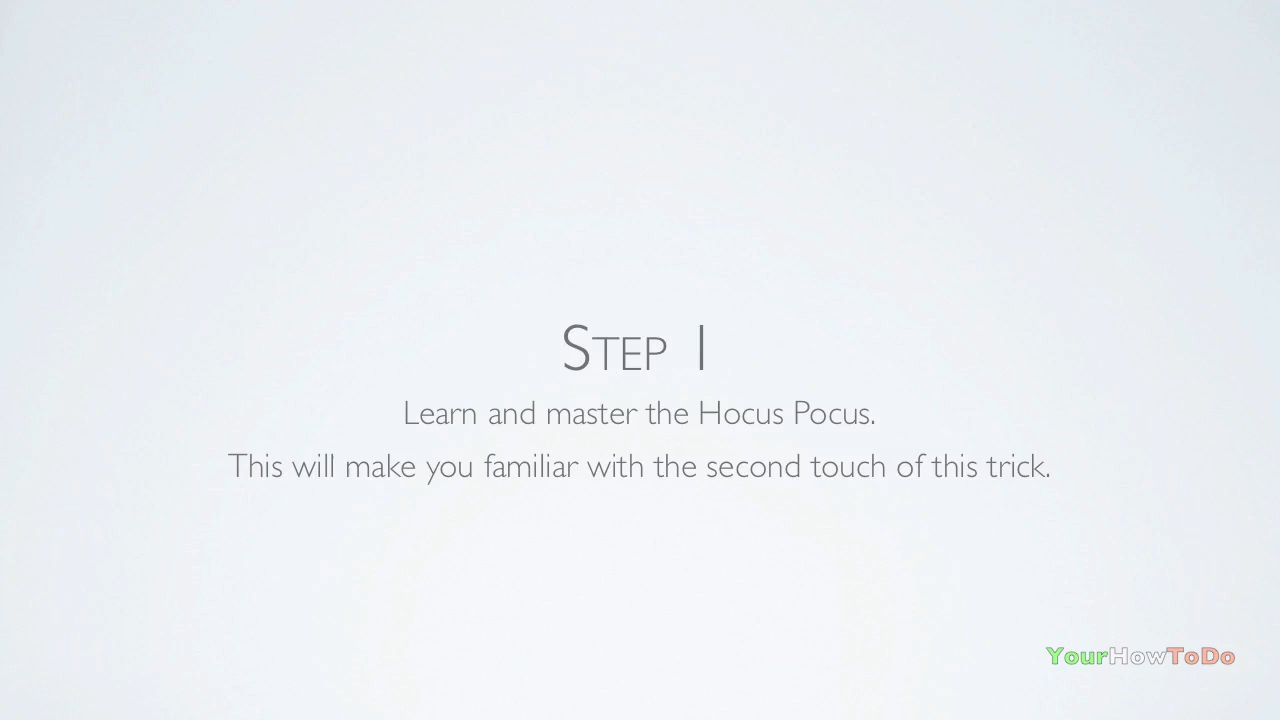 Step 1
Learn and master the Hocus Pocus.
This will make you familiar with the second touch of this trick.
YourHowToDo